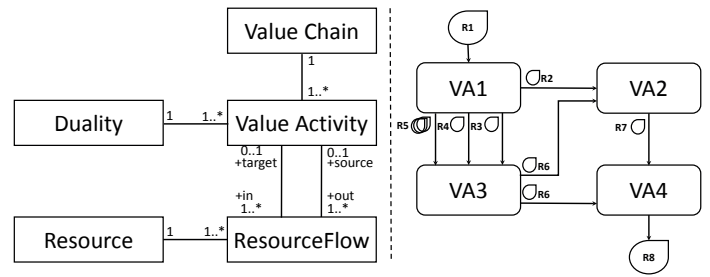 Value Chain
1
1..*
Duality
1
1..*
Value Activity
0..1
+target
0..1
+source
+in
1..*
+out
1..*
Resource
1
1..*
ResourceFlow
R1
VA1
R2
VA2
R5
R4
R3
R6
R7
VA3
R6
VA4
R8